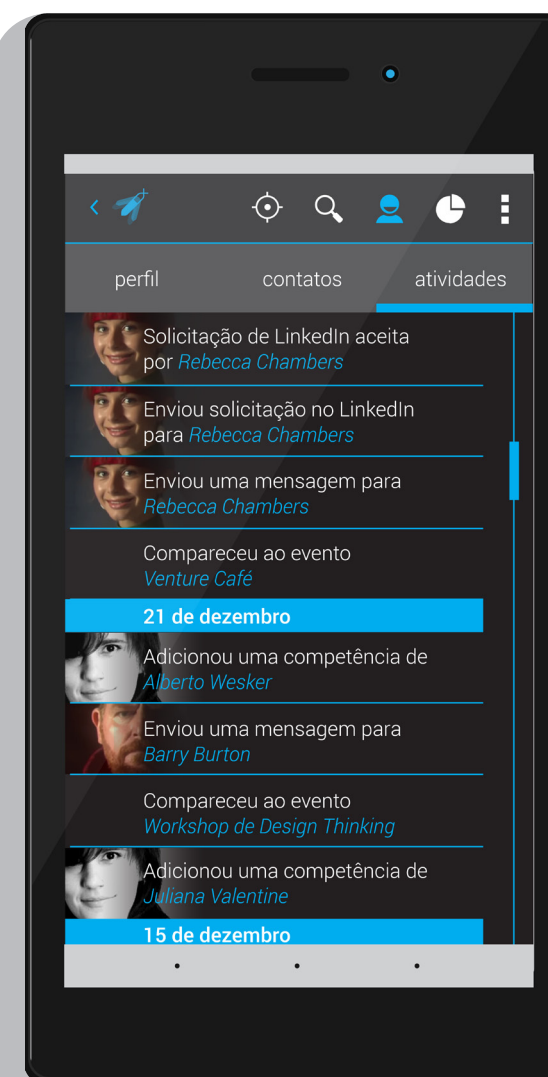 perfil
contatos
atividades
Solicitação de LinkedIn aceita
por Rebecca Chambers
Enviou solicitação no LinkedIn
para Rebecca Chambers
Enviou uma mensagem para
Rebecca Chambers
Compareceu ao evento
Venture Café
21 de dezembro
Adicionou uma competência de
Alberto Wesker
Enviou uma mensagem para
Barry Burton
Compareceu ao evento
Workshop de Design Thinking
Adicionou uma competência de
Juliana Valentine
15 de dezembro